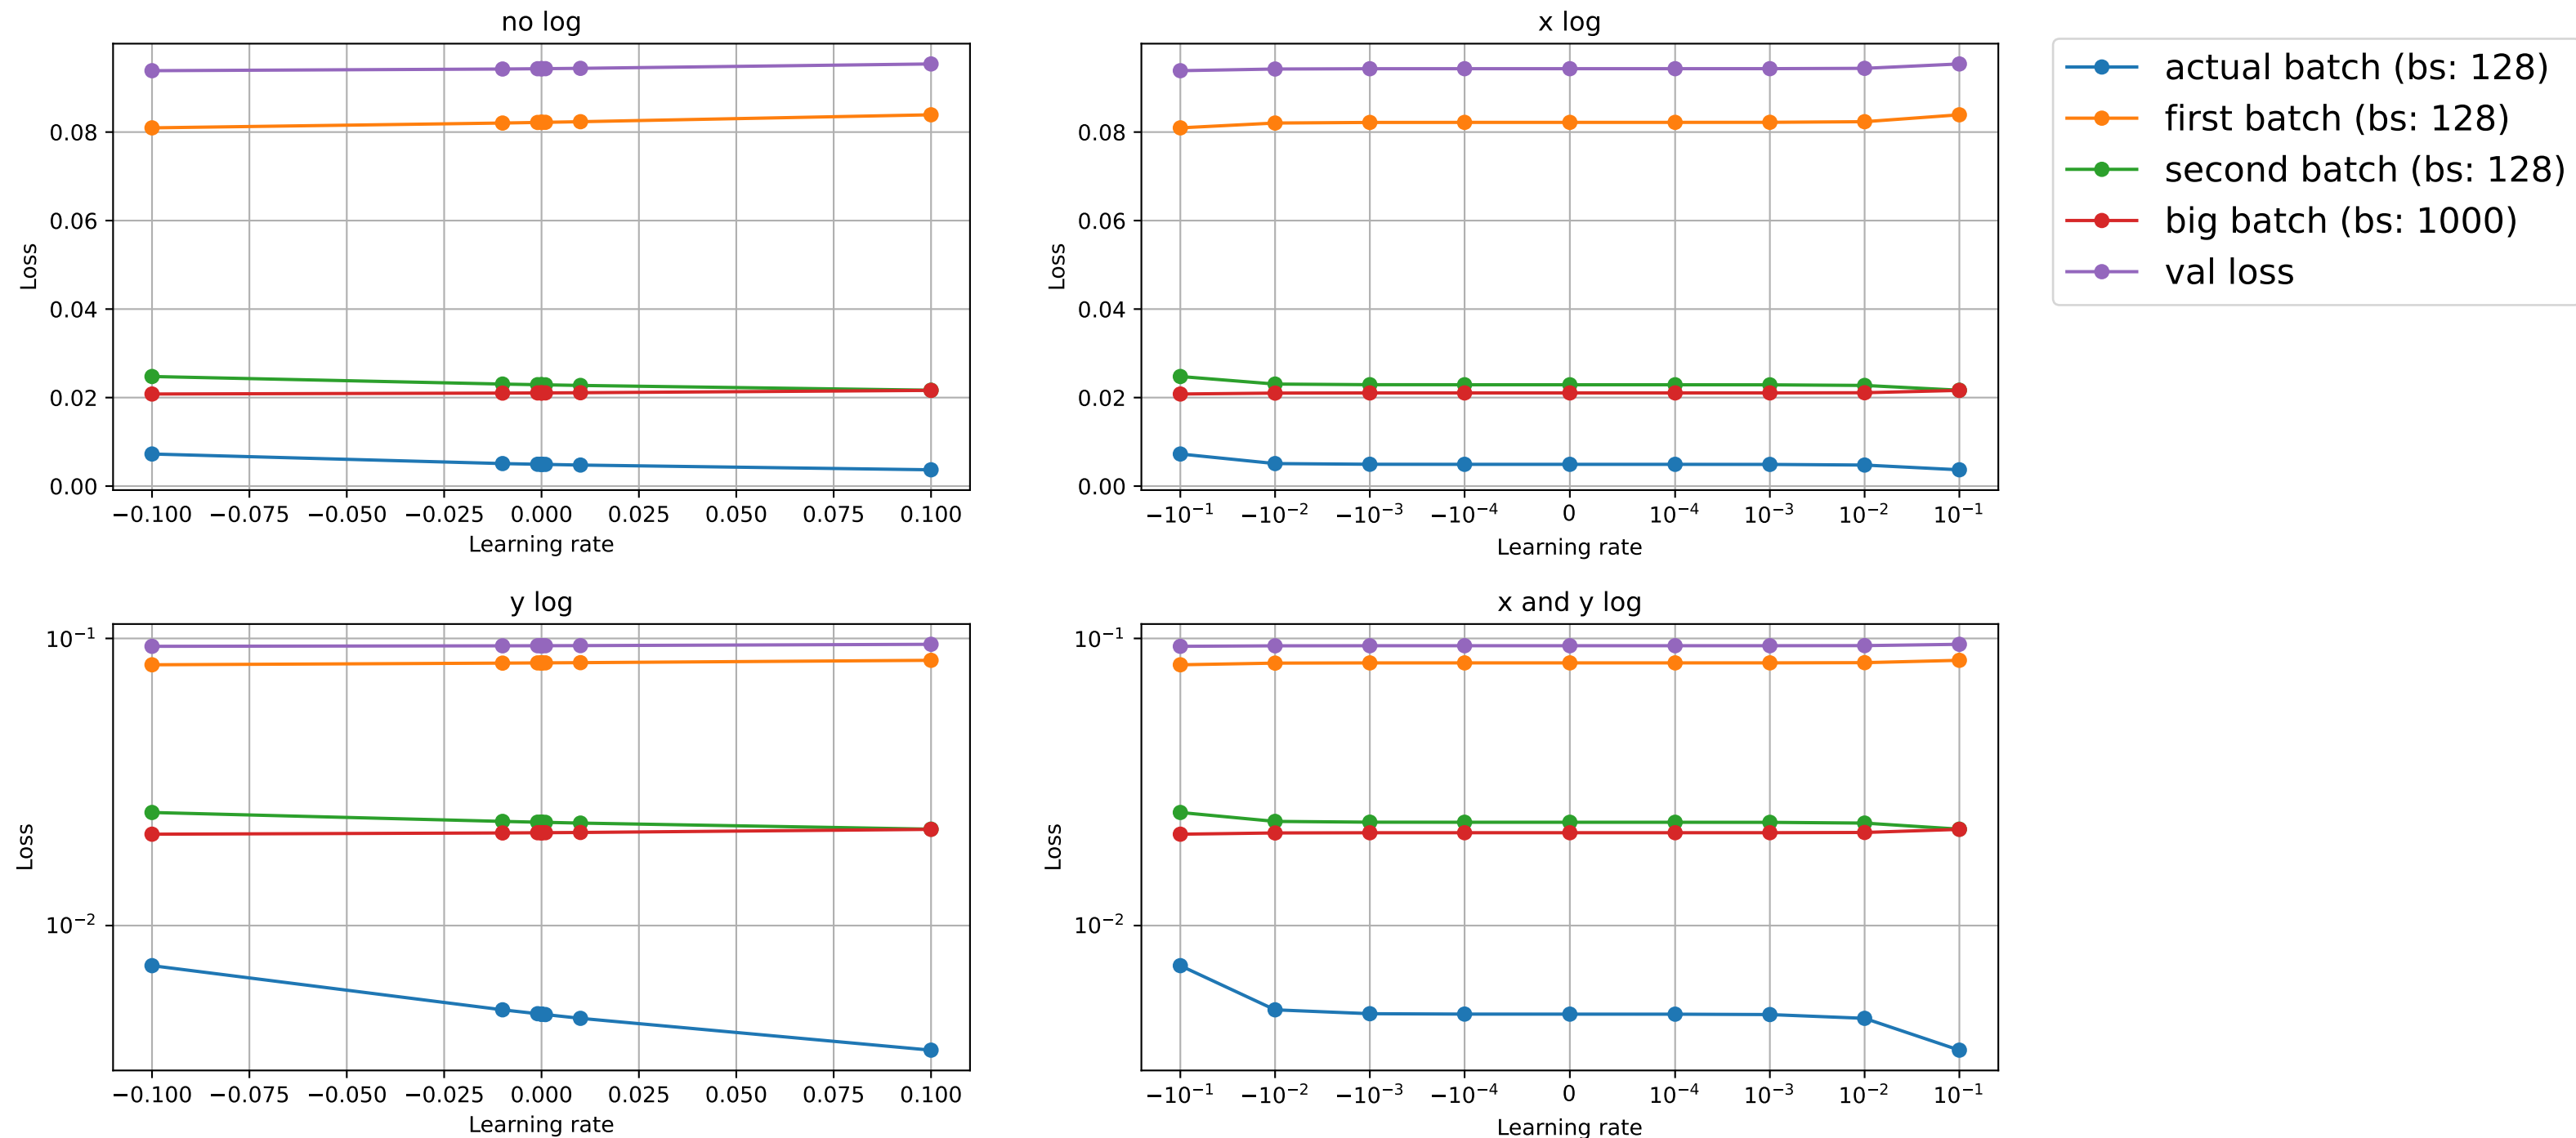 no log
Loss
0.08
0.06
0.04
0.02
0.00
−0.100 −0.075 −0.050 −0.025 0.000 0.025 0.050 0.075 0.100
Learning rate
x log
Loss
0.08
0.06
0.04
0.02
0.00
−10⁻¹ −10⁻² −10⁻³ −10⁻⁴ 0 10⁻⁴ 10⁻³ 10⁻² 10⁻¹
Learning rate
actual batch (bs: 128)
first batch (bs: 128)
second batch (bs: 128)
big batch (bs: 1000)
val loss
y log
Loss
10⁻¹
10⁻²
−0.100 −0.075 −0.050 −0.025 0.000 0.025 0.050 0.075 0.100
Learning rate
x and y log
Loss
10⁻¹
10⁻²
−10⁻¹ −10⁻² −10⁻³ −10⁻⁴ 0 10⁻⁴ 10⁻³ 10⁻² 10⁻¹
Learning rate